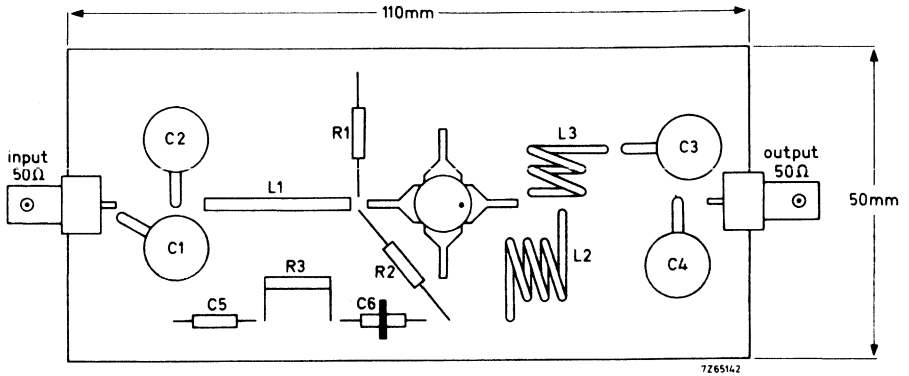 110mm
C2
R1
L3
C3
input
50Ω
output
50Ω
L1
50mm
C1
R2
L2
C4
R3
C5
C6
7Z65142